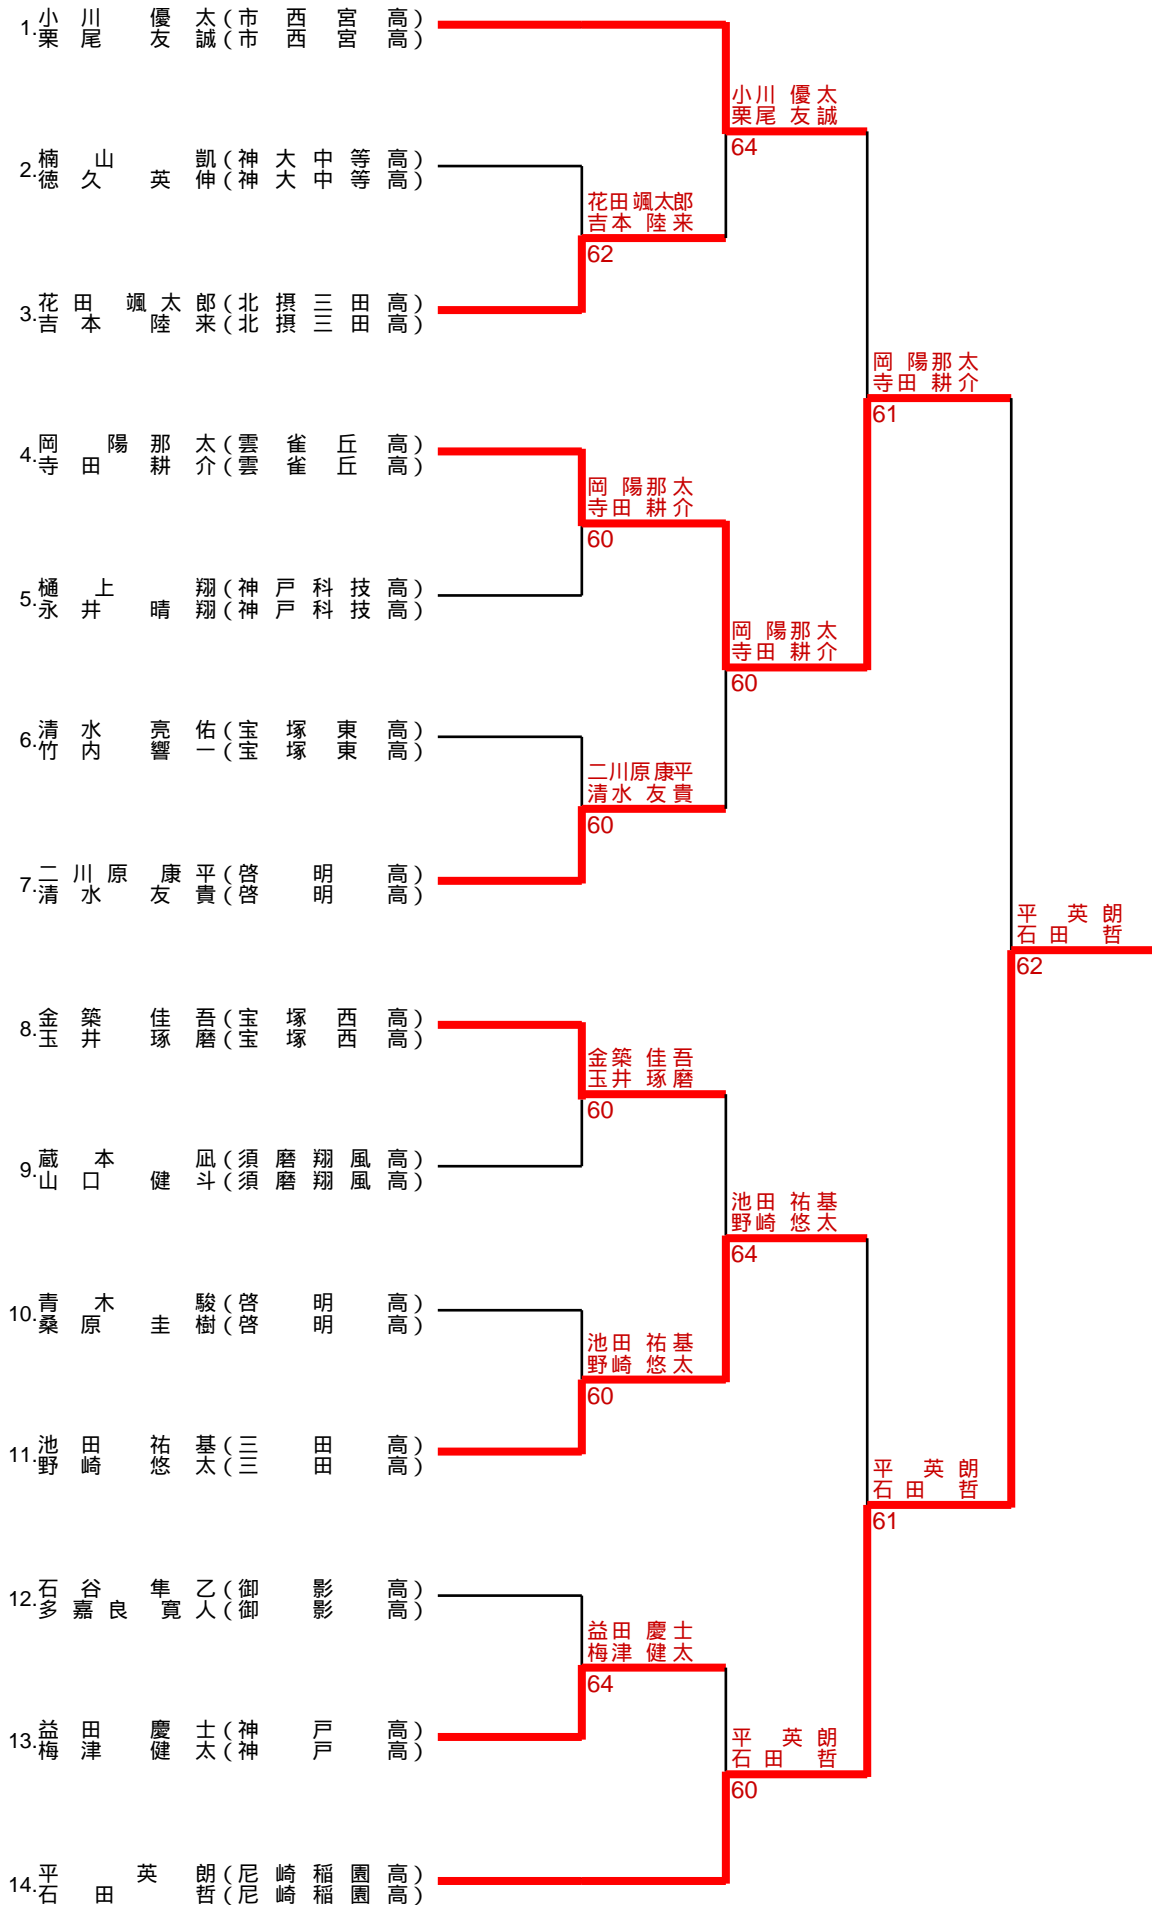 1. 小川 優太(市西宮高)
栗尾 友誠(市西宮高)
小川 優太
栗尾 友誠
64
2. 楠山 凱(神大中等高)
徳久 英伸(神大中等高)
花田颯太郎
吉本 陸来
62
3. 花田 颯太郎(北摂三田高)
吉本 陸来(北摂三田高)
岡 陽那太
寺田 耕介
61
4. 岡 陽那太(雲雀丘高)
寺田 耕介(雲雀丘高)
岡 陽那太
寺田 耕介
60
5. 樋上 翔(神戸科技高)
永井 晴翔(神戸科技高)
岡 陽那太
寺田 耕介
60
6. 清水 亮佑(宝塚東高)
竹内 響一(宝塚東高)
二川原康平
清水 友貴
60
7. 二川原 康平(啓明高)
清水 友貴(啓明高)
平 英朗
石田 哲
62
8. 金築 佳吾(宝塚西高)
玉井 琢磨(宝塚西高)
金築 佳吾
玉井 琢磨
60
9. 蔵本 凪(須磨翔風高)
山口 健斗(須磨翔風高)
池田 祐基
野崎 悠太
64
10. 青木 駿(啓明高)
桑原 圭樹(啓明高)
池田 祐基
野崎 悠太
60
11. 池田 祐基(三田高)
野崎 悠太(三田高)
平 英朗
石田 哲
61
12. 石谷 隼乙(御影高)
多嘉良 寛人(御影高)
益田 慶士
梅津 健太
64
13. 益田 慶士(神戸高)
梅津 健太(神戸高)
平 英朗
石田 哲
60
14. 平 英朗(尼崎稲園高)
石田 哲(尼崎稲園高)